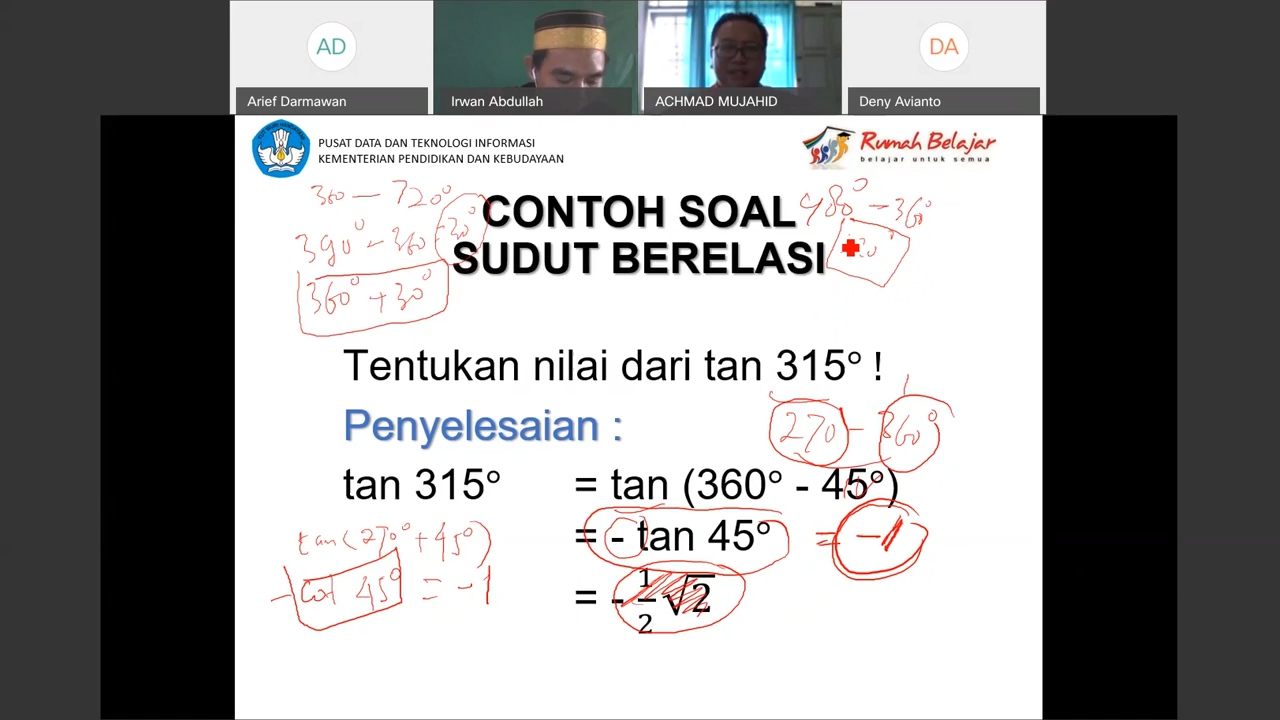 AD
DA
Arief Darmawan
Irwan Abdullah
ACHMAD MUJAHID
Deny Avianto
PUSAT DATA DAN TEKNOLOGI INFORMASI
KEMENTERIAN PENDIDIKAN DAN KEBUDAYAAN
Rumah Belajar
belajar untuk semua
360 — 720°
390° - 360 = 30°
360° + 30°
CONTOH SOAL
SUDUT BERELASI
480° - 360°
Tentukan nilai dari tan 315° !
270 - 360°
Penyelesaian :
tan 315° = tan (360° - 45°)
= - tan 45° = -1
= - 1/2 √2
tan (270° + 45°)
- cot 45° = -1